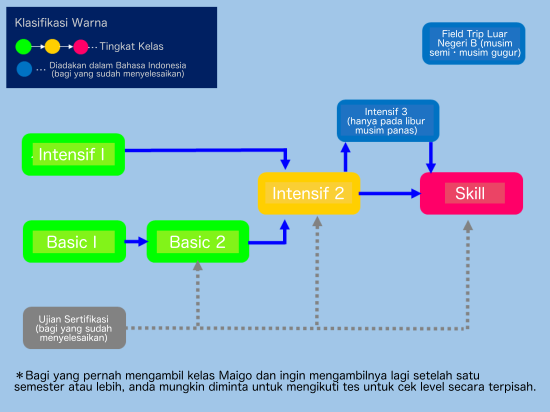 Klasifikasi Warna
…Tingkat Kelas
… Diadakan dalam Bahasa Indonesia
(bagi yang sudah menyelesaikan)
Field Trip Luar
Negeri B (musim
semi・musim gugur)
Intensif 3
(hanya pada libur
musim panas)
Intensif I
Intensif 2
Skill
Basic I
Basic 2
Ujian Sertifikasi
(bagi yang sudah
menyelesaikan)
＊Bagi yang pernah mengambil kelas Maigo dan ingin mengambilnya lagi setelah satu
semester atau lebih, anda mungkin diminta untuk mengikuti tes untuk cek level secara terpisah.